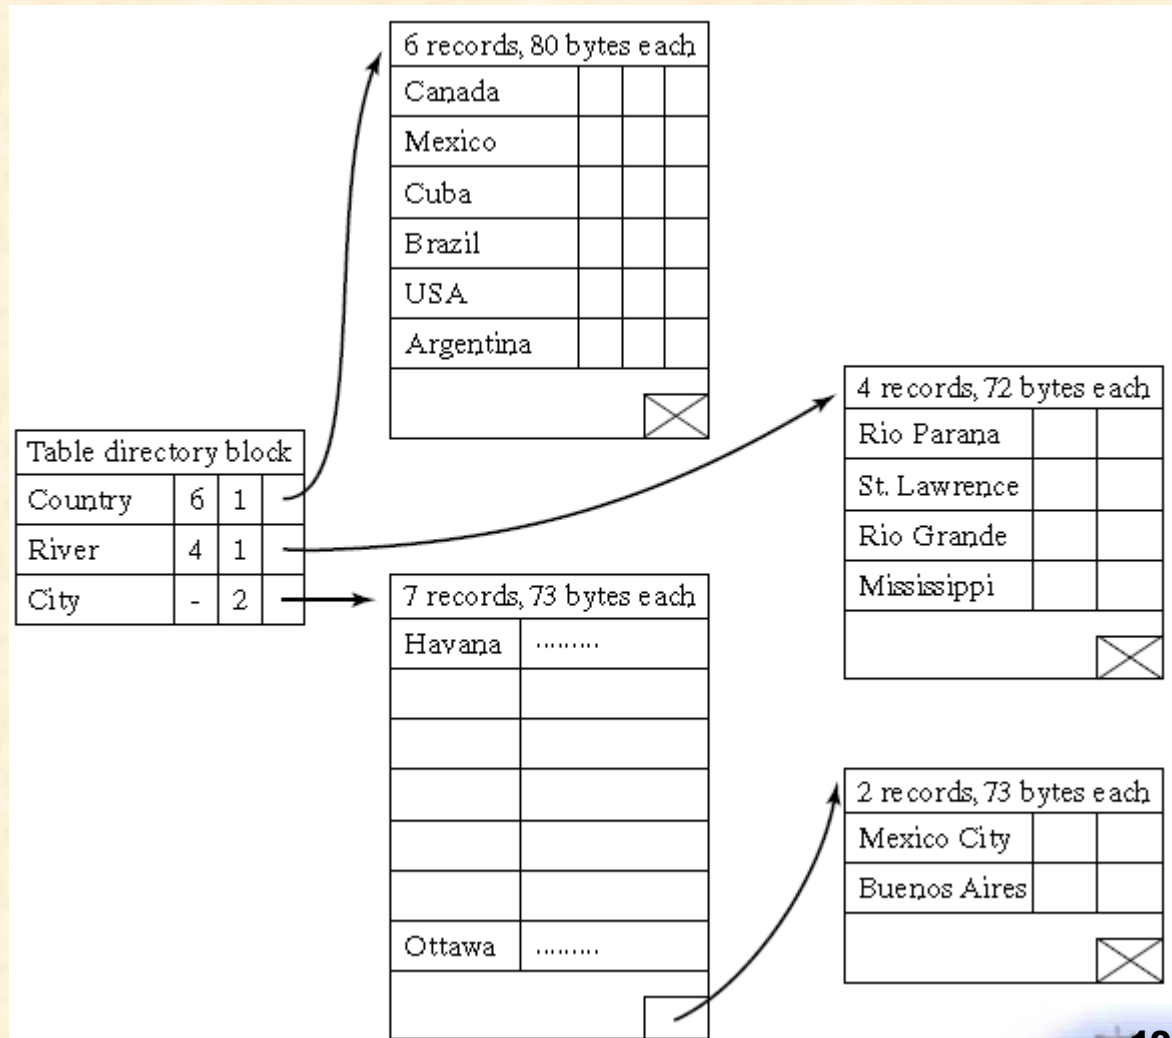 6 records, 80 bytes each
Canada
Mexico
Cuba
Brazil
USA
Argentina
Table directory block
Country 6 1
River 4 1
City - 2
4 records, 72 bytes each
Rio Parana
St. Lawrence
Rio Grande
Mississippi
7 records, 73 bytes each
Havana .........
Ottawa .........
2 records, 73 bytes each
Mexico City
Buenos Aires